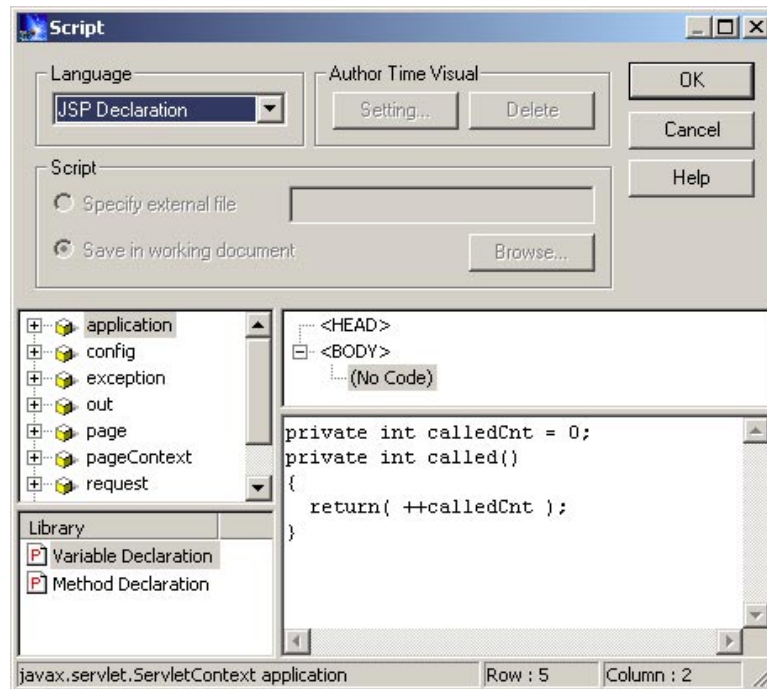 Script
Language
Author Time Visual
JSP Declaration
Setting...
Delete
OK
Cancel
Help
Script
Specify external file
Save in working document
Browse...
application
config
exception
out
page
pageContext
request
<HEAD>
<BODY>
(No Code)
Library
Variable Declaration
Method Declaration
private int calledCnt = 0;
private int called()
{
return( ++calledCnt );
}
javax.servlet.ServletContext application
Row : 5
Column : 2